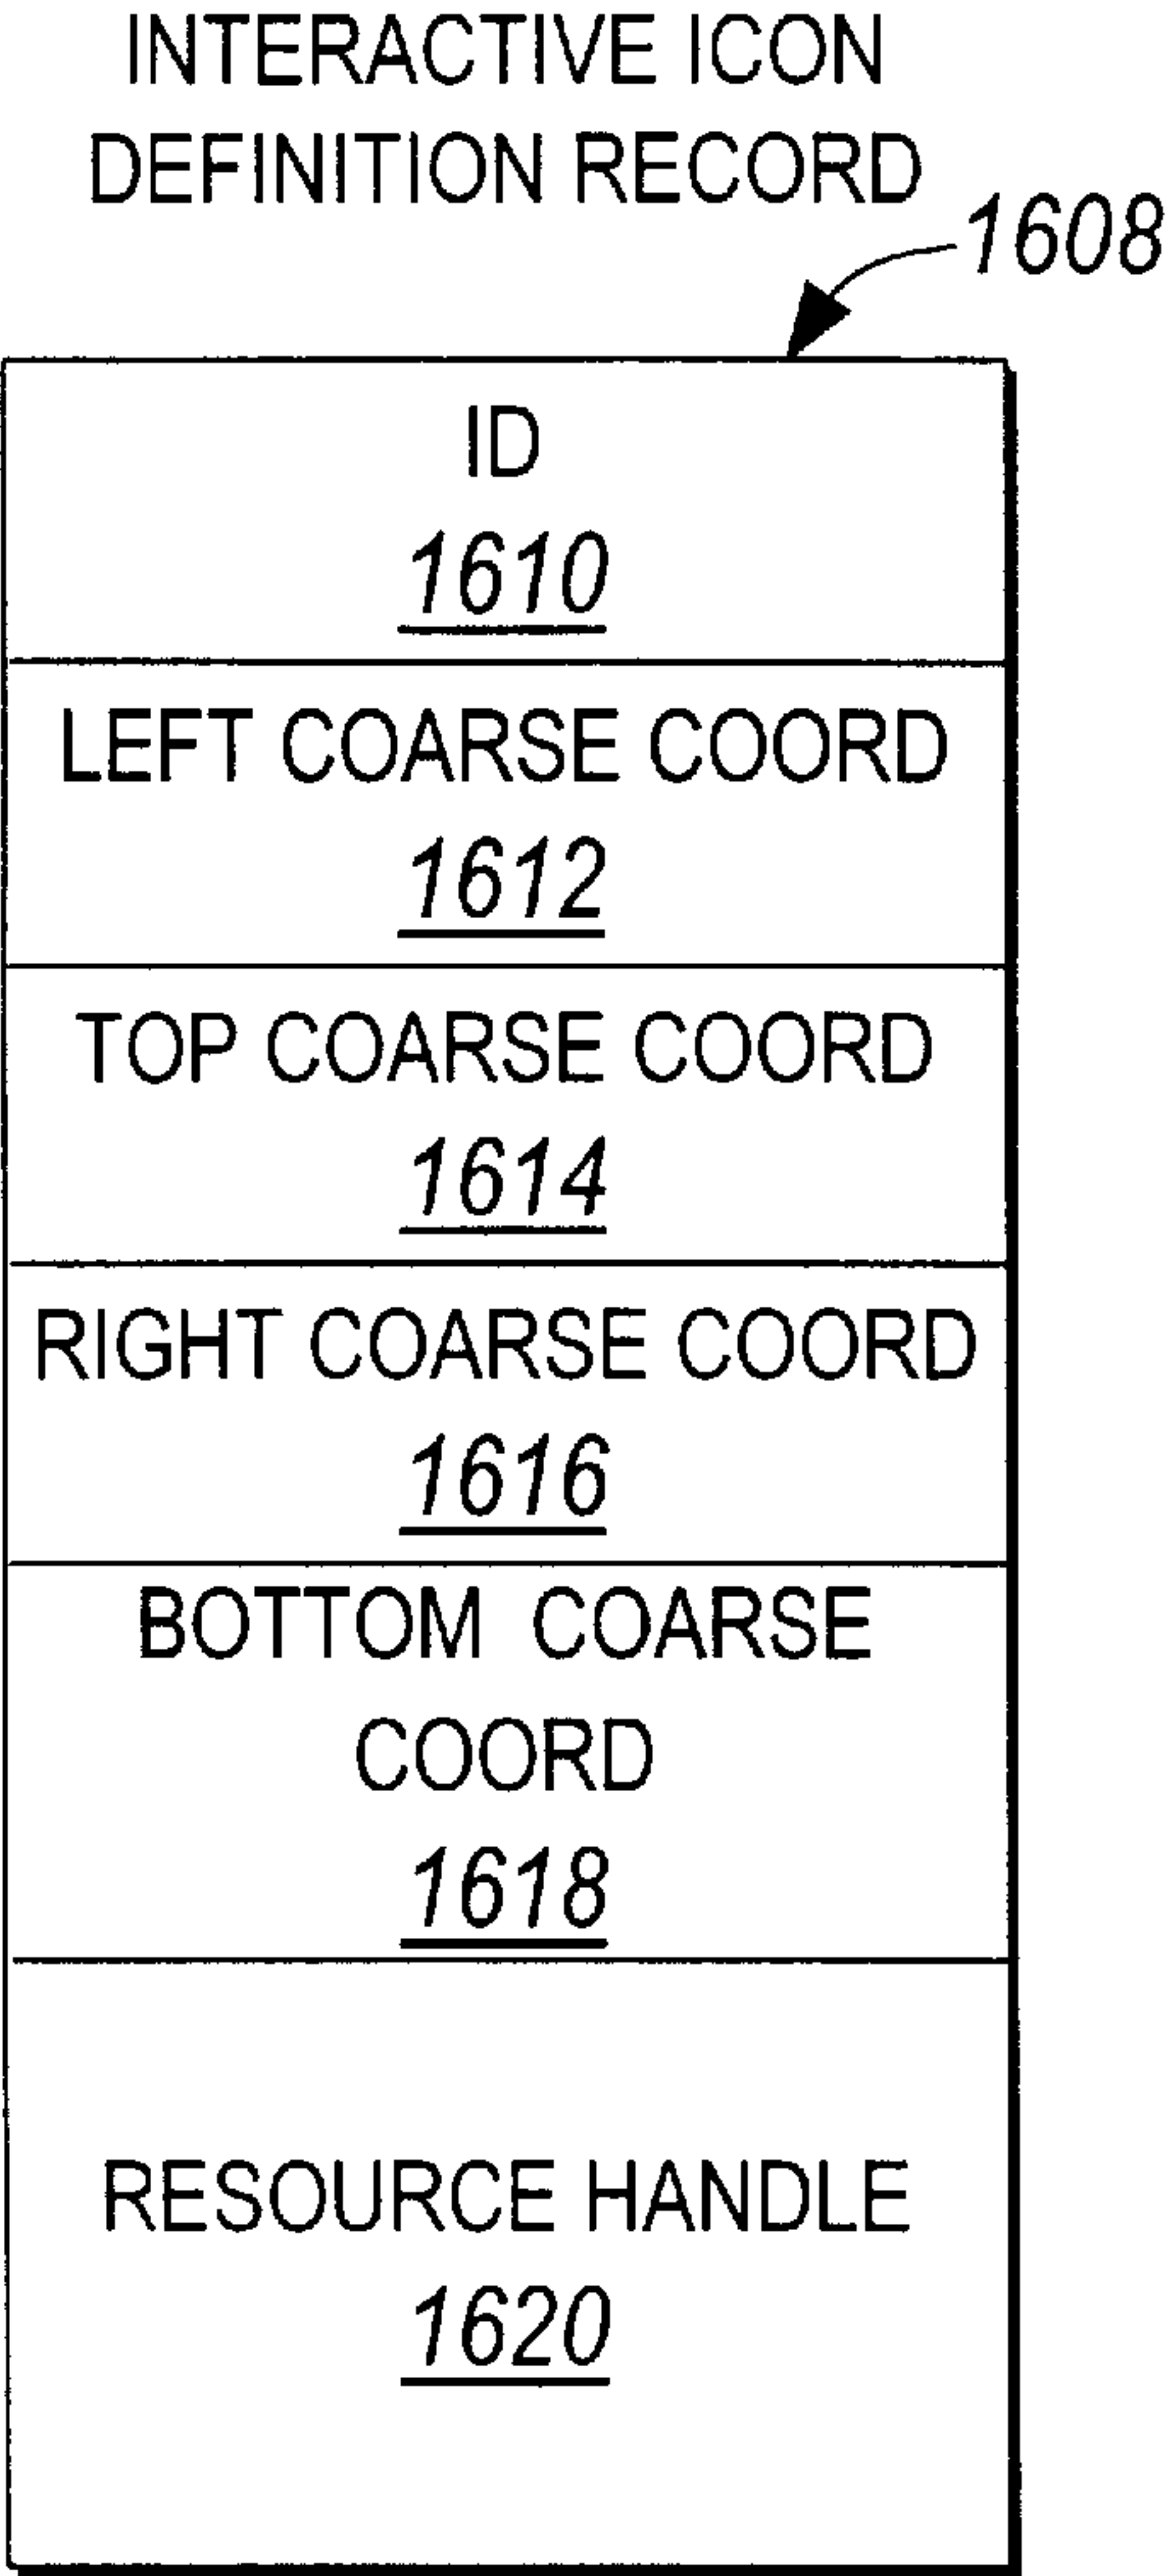 INTERACTIVE ICON
DEFINITION RECORD
1608
ID
1610
LEFT COARSE COORD
1612
TOP COARSE COORD
1614
RIGHT COARSE COORD
1616
BOTTOM COARSE
COORD
1618
RESOURCE HANDLE
1620